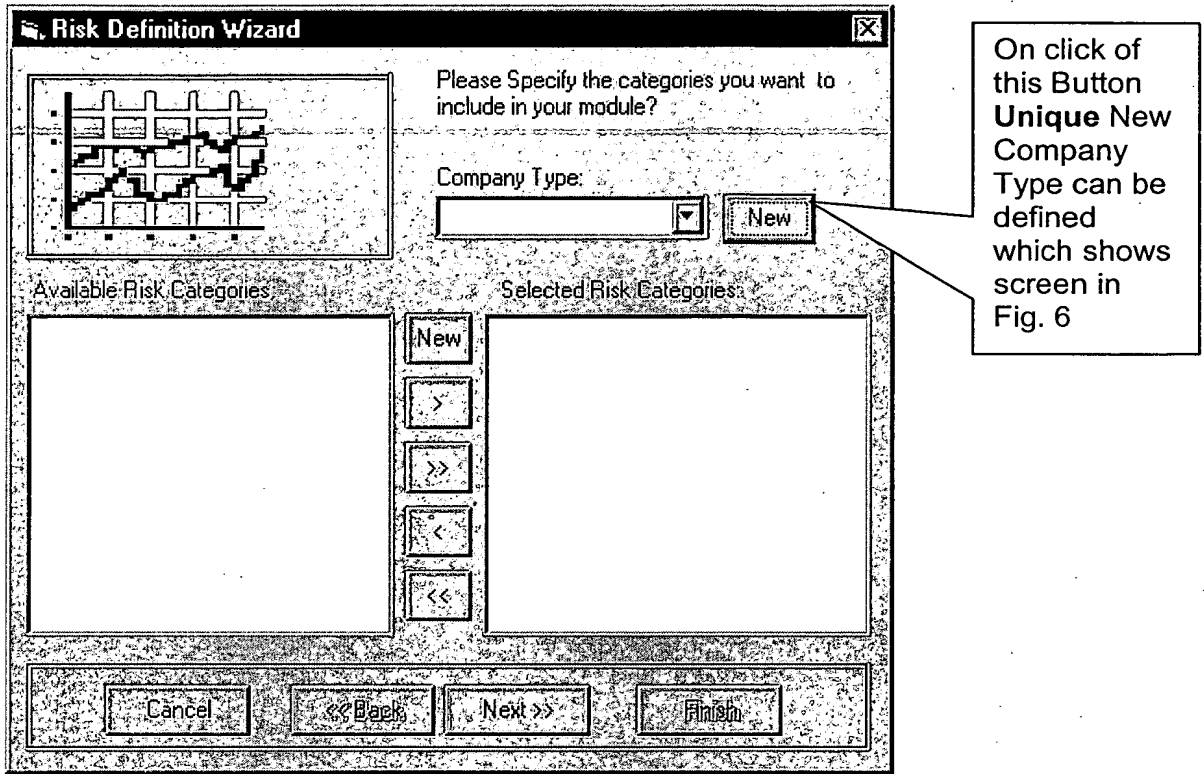 Risk Definition Wizard
Please Specify the categories you want to
include in your module?
Company Type:
New
Available Risk Categories
Selected Risk Categories:
New
>
>>
<
<<
Cancel
<< Back
Next >>
Finish
On click of
this Button
Unique New
Company
Type can be
defined
which shows
screen in
Fig. 6